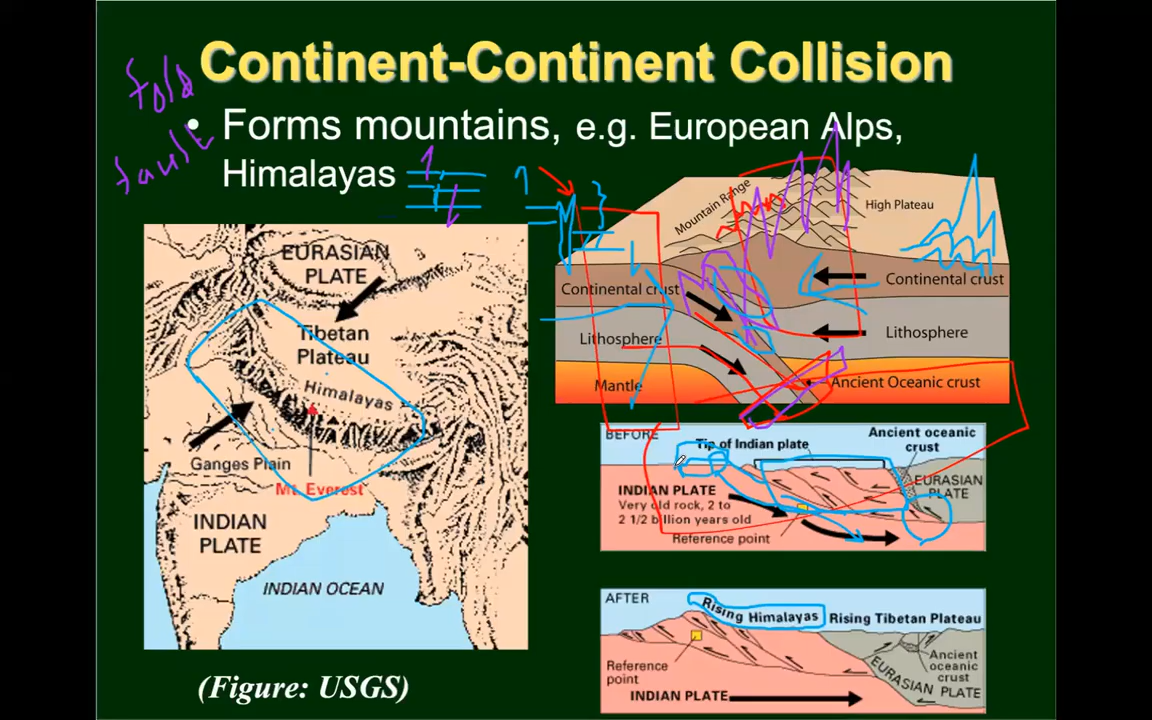 Continent-Continent Collision
fold
fault
• Forms mountains, e.g. European Alps,
Himalayas
EURASIAN
PLATE
Tibetan
Plateau
Himalayas
Ganges Plain
Mt. Everest
INDIAN
PLATE
INDIAN OCEAN
(Figure: USGS)
Mountain Range
High Plateau
Continental crust
Continental crust
Lithosphere
Lithosphere
Mantle
Ancient Oceanic crust
BEFORE
Tip of Indian plate
Ancient oceanic
crust
EURASIAN
PLATE
INDIAN PLATE
Very old rock, 2 to
2 1/2 billion years old
Reference point
AFTER
Rising Himalayas
Rising Tibetan Plateau
Reference
point
Ancient
oceanic
crust
EURASIAN PLATE
INDIAN PLATE